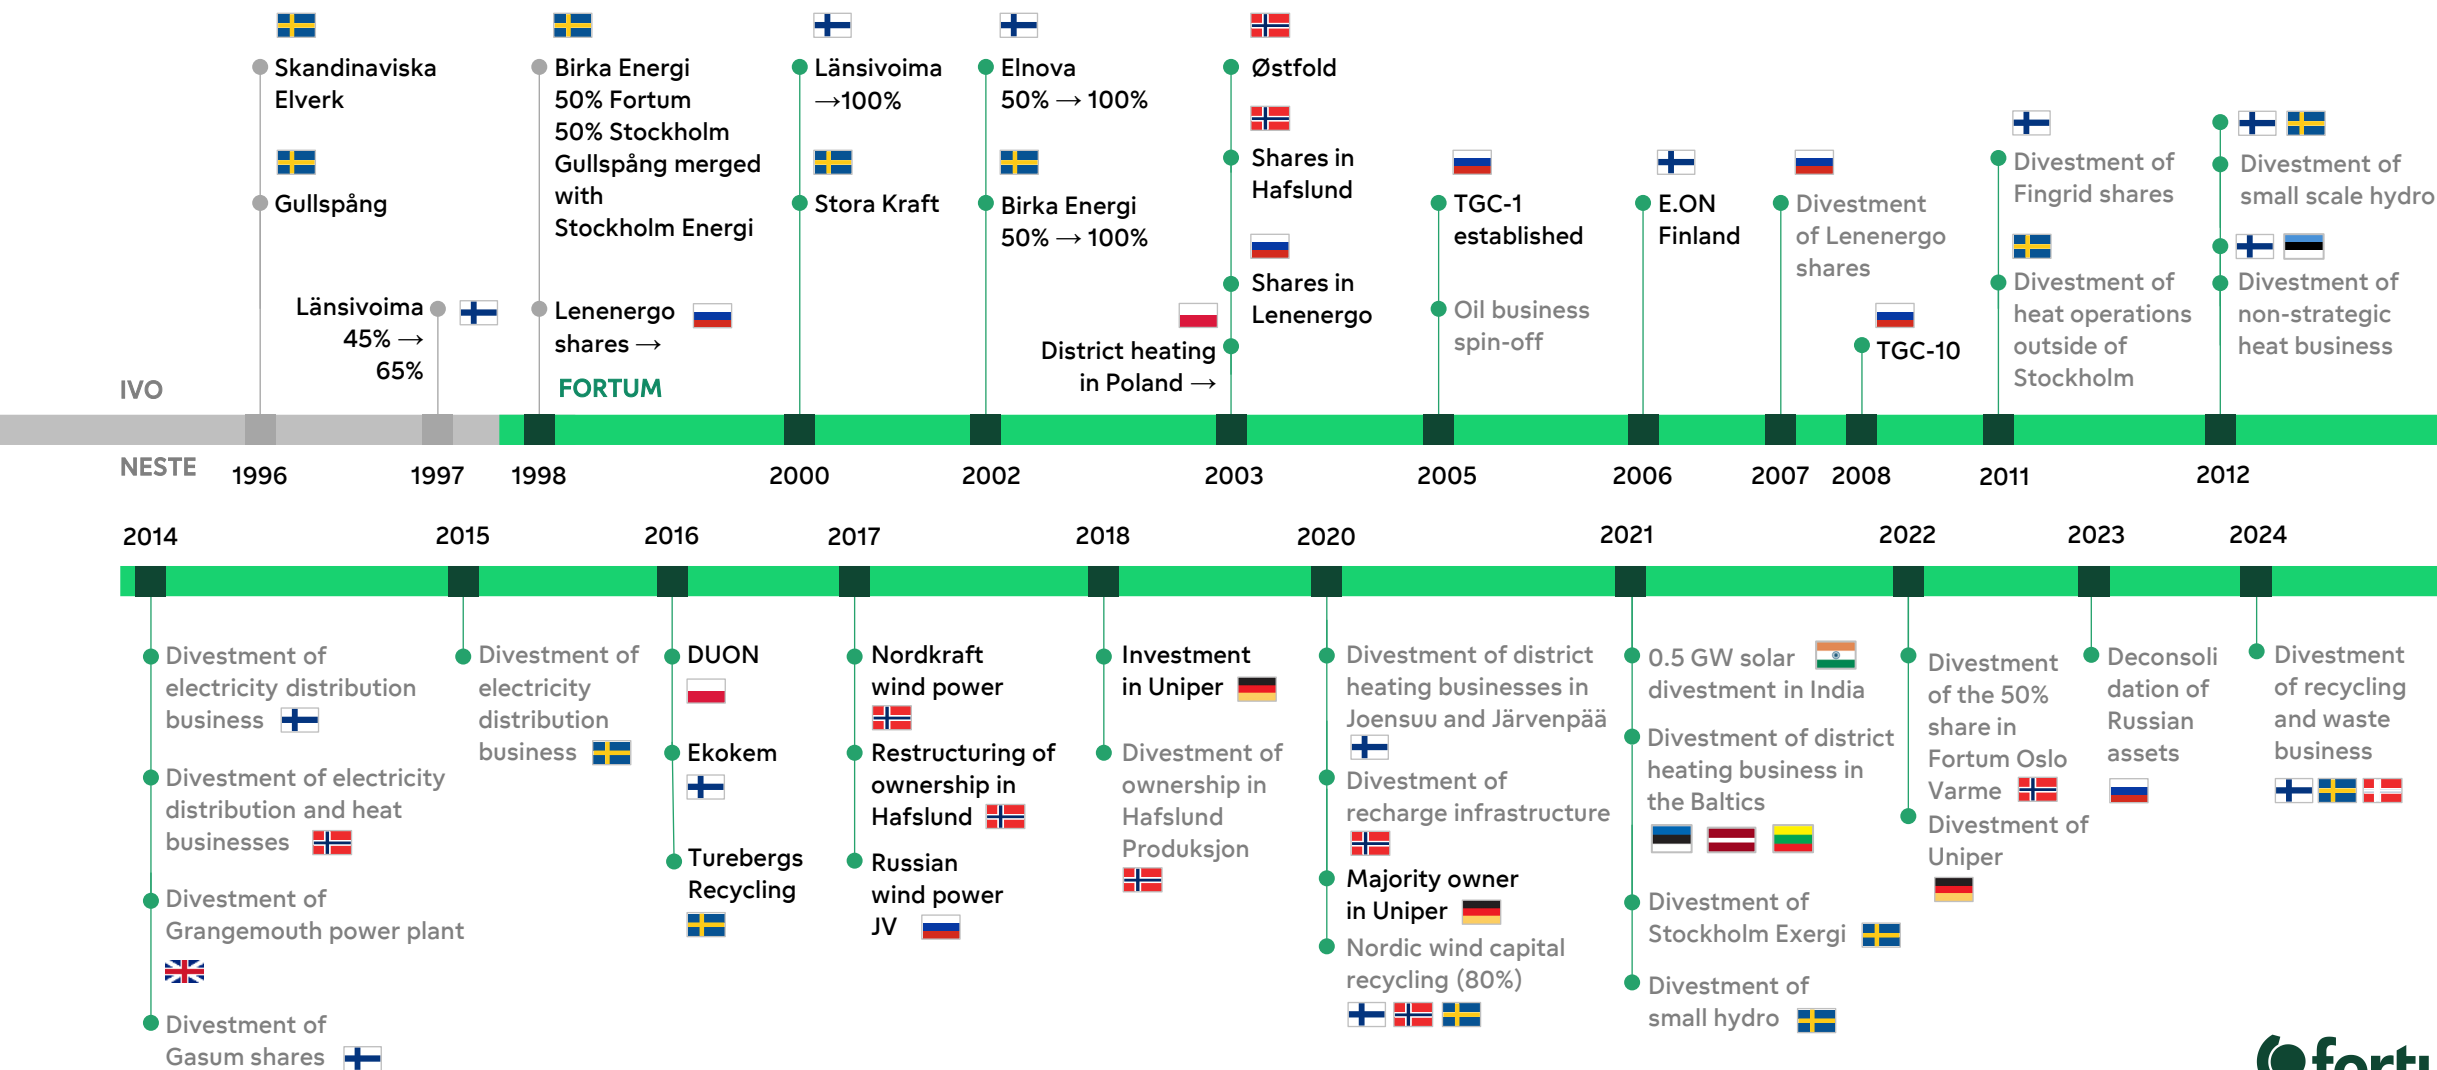 Skandinaviska
Elverk
Gullspång
Länsivoima
45% →
65%
Birka Energi
50% Fortum
50% Stockholm
Gullspång merged
with
Stockholm Energi
Lenenergo
shares →
Länsivoima
→100%
Stora Kraft
Elnova
50% → 100%
Birka Energi
50% → 100%
Østfold
Shares in
Hafslund
Shares in
Lenenergo
District heating
in Poland →
TGC-1
established
Oil business
spin-off
E.ON
Finland
Divestment
of Lenenergo
shares
TGC-10
Divestment of
Fingrid shares
Divestment of
heat operations
outside of
Stockholm
Divestment of
small scale hydro
Divestment of
non-strategic
heat business
IVO
FORTUM
NESTE
1996
1997
1998
2000
2002
2003
2005
2006
2007
2008
2011
2012
2014
2015
2016
2017
2018
2020
2021
2022
2023
2024
Divestment of
electricity distribution
business
Divestment of electricity
distribution and heat
businesses
Divestment of
Grangemouth power plant
Divestment of
Gasum shares
Divestment of
electricity
distribution
business
DUON
Ekokem
Turebergs
Recycling
Nordkraft
wind power
Restructuring of
ownership in
Hafslund
Russian
wind power
JV
Investment
in Uniper
Divestment of
ownership in
Hafslund
Produksjon
Divestment of district
heating businesses in
Joensuu and Järvenpää
Divestment of
recharge infrastructure
Majority owner
in Uniper
Nordic wind capital
recycling (80%)
0.5 GW solar
divestment in India
Divestment of district
heating business in
the Baltics
Divestment of
Stockholm Exergi
Divestment of
small hydro
Divestment
of the 50%
share in
Fortum Oslo
Varme
Divestment of
Uniper
Deconsoli
dation of
Russian
assets
Divestment
of recycling
and waste
business